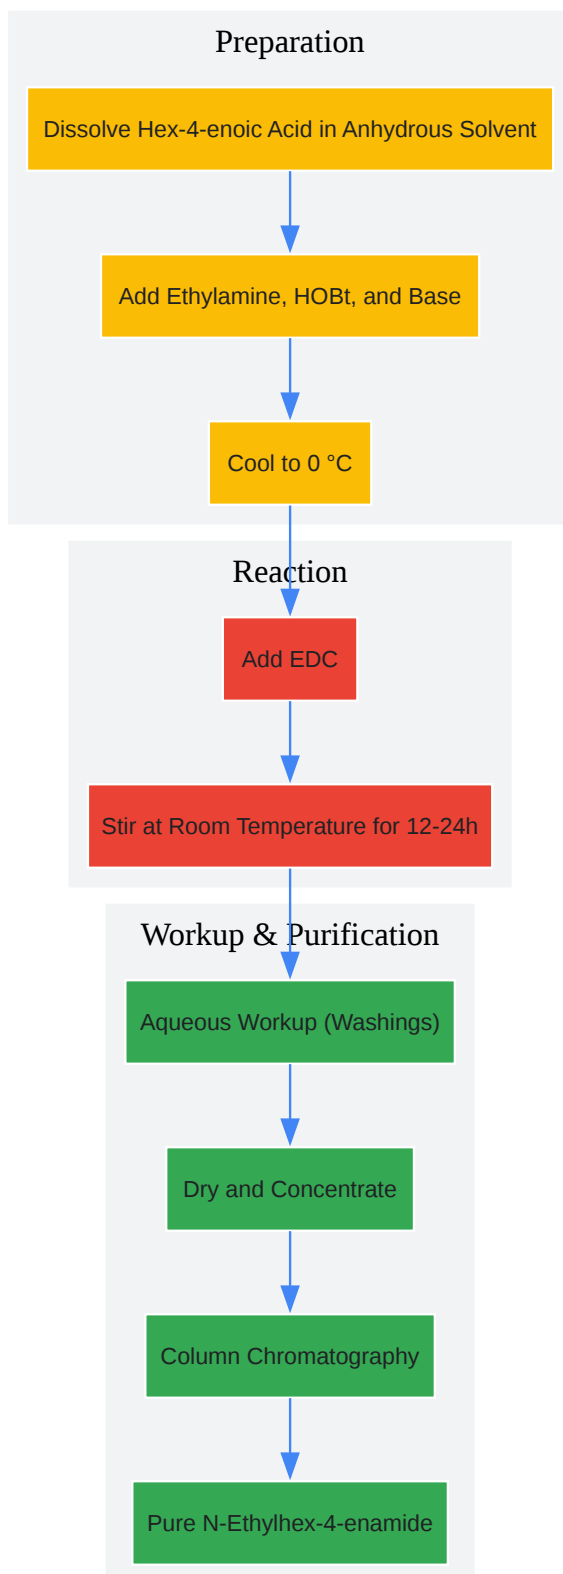 Preparation
Dissolve Hex-4-enoic Acid in Anhydrous Solvent
Add Ethylamine, HOBt, and Base
Cool to 0 °C
Reaction
Add EDC
Stir at Room Temperature for 12-24h
Workup & Purification
Aqueous Workup (Washings)
Dry and Concentrate
Column Chromatography
Pure N-Ethylhex-4-enamide